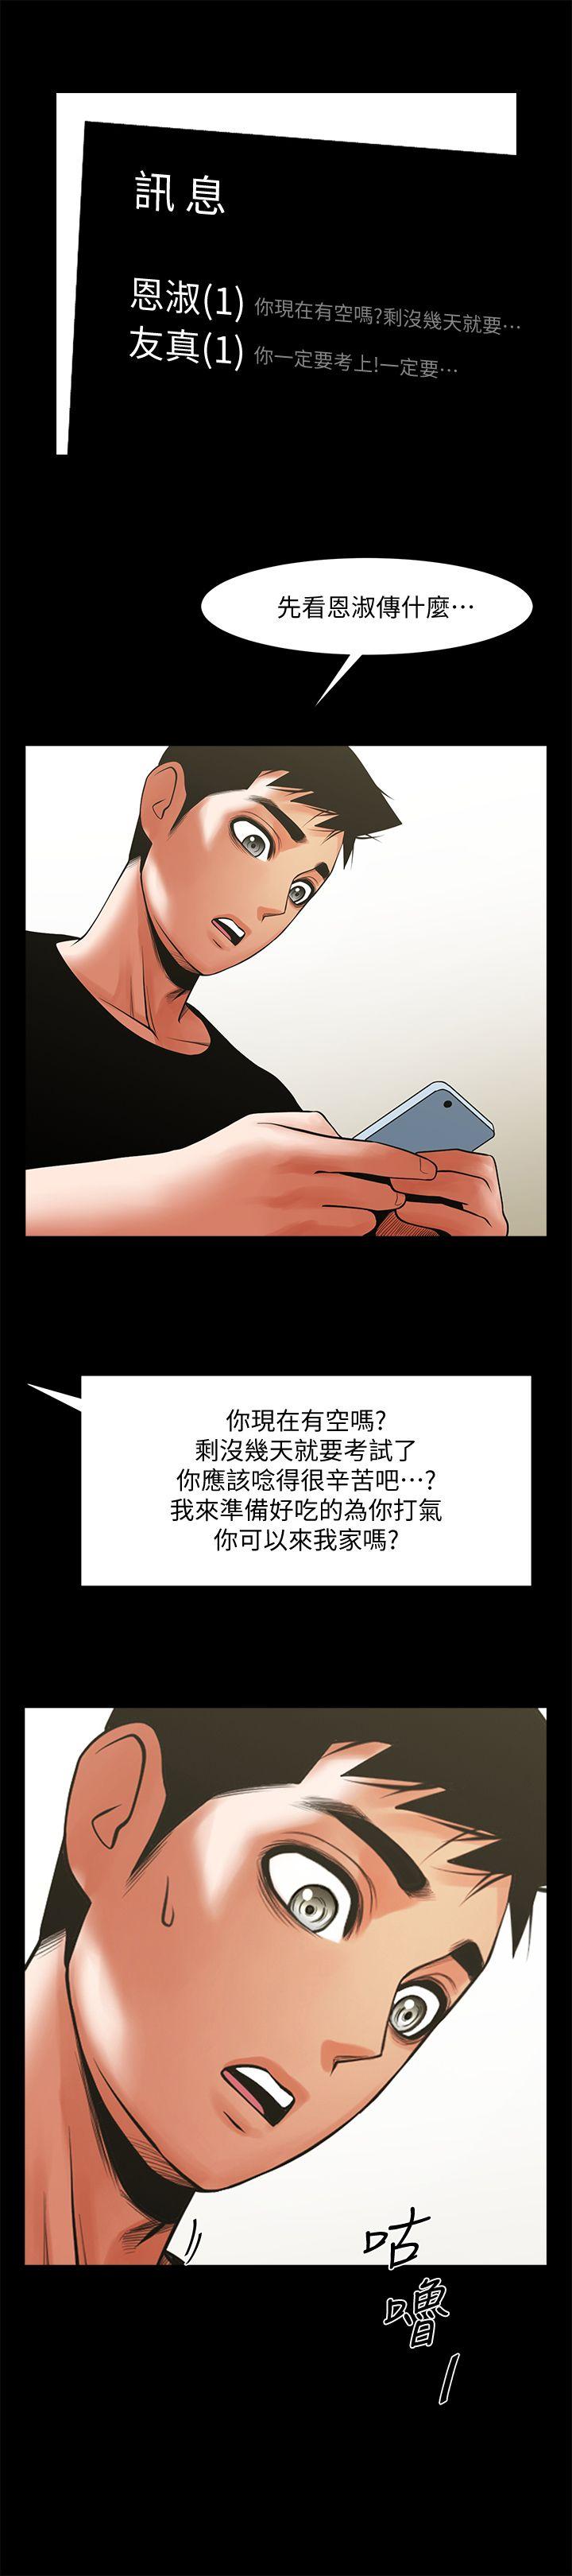 訊息
恩淑(1) 你現在有空嗎?剩沒幾天就要…
友真(1) 你一定要考上!一定要…
先看恩淑傳什麼…
你現在有空嗎?
剩沒幾天就要考試了
你應該唸得很辛苦吧…?
我來準備好吃的為你打氣
你可以來我家嗎?
咕
嚕